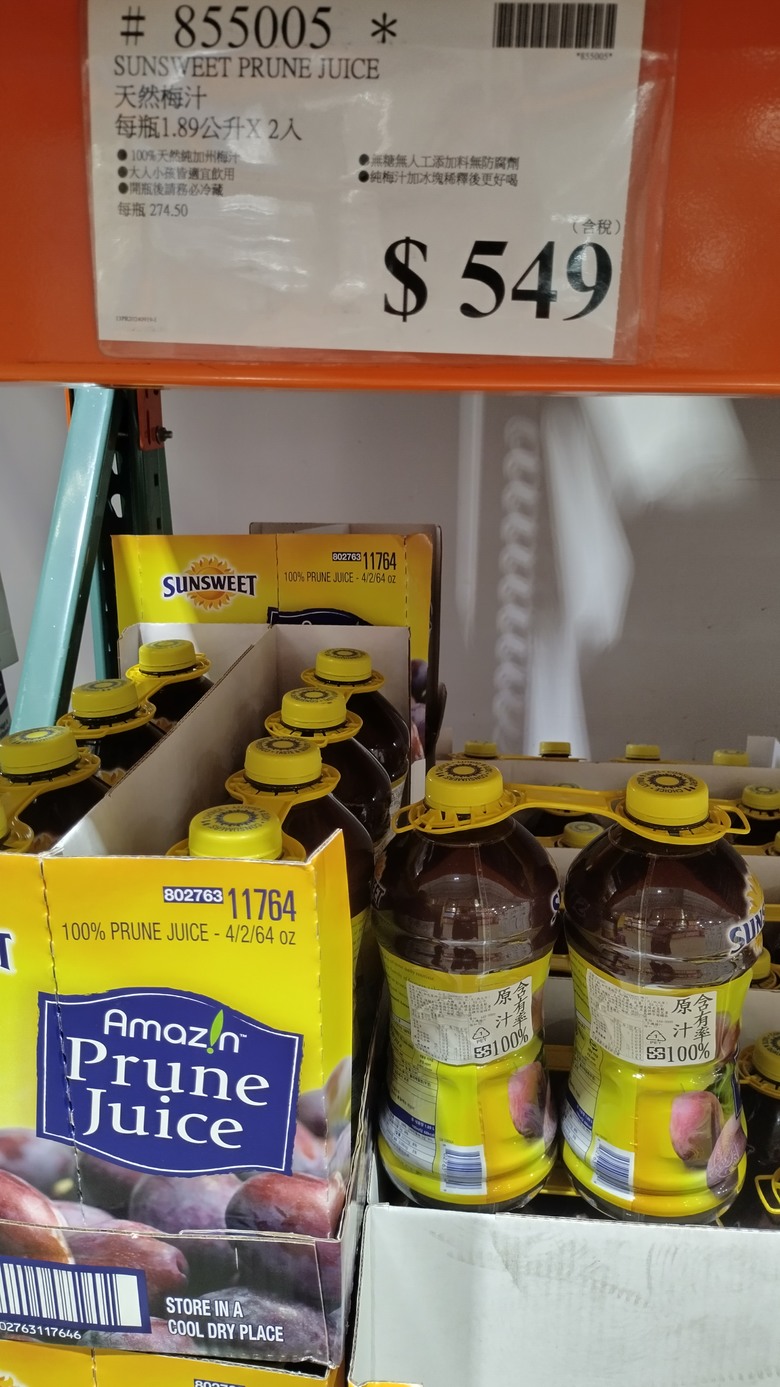 # 855005 *
*855005*
SUNSWEET PRUNE JUICE
天然梅汁
每瓶1.89公升X 2入
●100%天然純加州梅汁
●大人小孩皆適宜飲用
●開瓶後請務必冷藏
●無糖無人工添加料無防腐劑
●純梅汁加冰塊稀釋後更好喝
每瓶 274.50
(含稅)
$ 549
SUNSWEET
802763 11764
100% PRUNE JUICE - 4/2/64 oz
802763 11764
100% PRUNE JUICE - 4/2/64 oz
Amazin™
Prune
Juice
STORE IN A
COOL DRY PLACE
02763117646
含有率
原汁
100%
含有率
原汁
100%
SUNS
802763